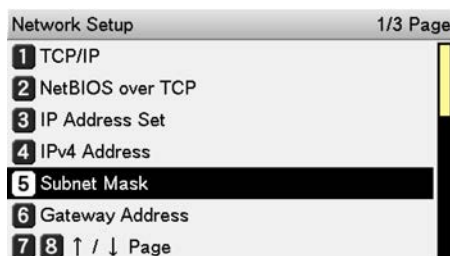 Network Setup 1/3 Page
1 TCP/IP
2 NetBIOS over TCP
3 IP Address Set
4 IPv4 Address
5 Subnet Mask
6 Gateway Address
7 8 ↑ / ↓ Page